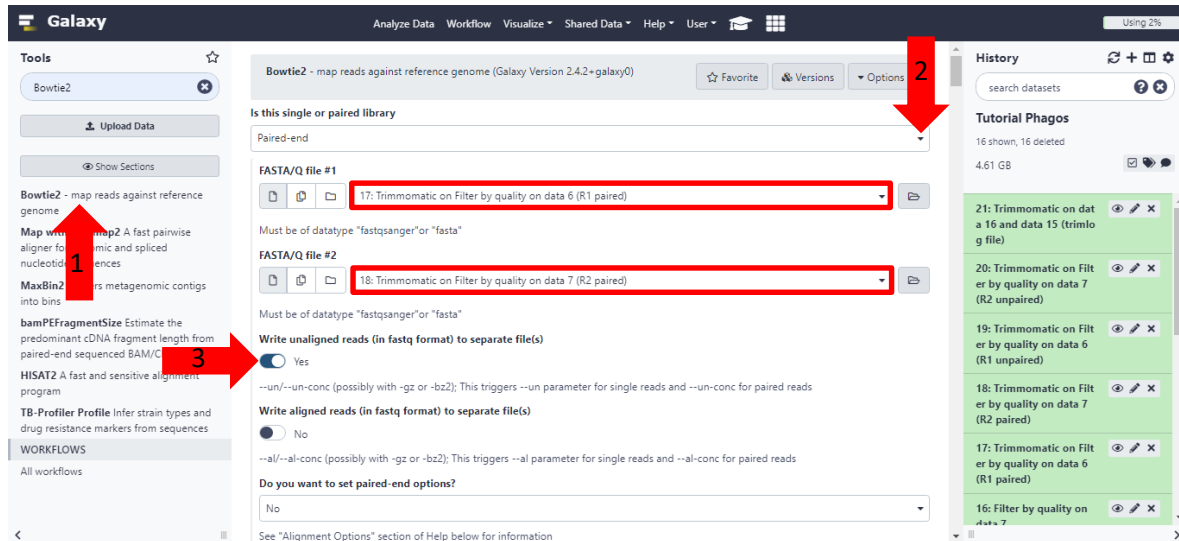 Galaxy
Analyze Data Workflow Visualize Shared Data Help User
Using 2%
Tools
Bowtie2
Upload Data
Show Sections
Bowtie2 - map reads against reference
genome
Map with map2 A fast pairwise
aligner for genomic and spliced
nucleotide sequences
MaxBin2 metagenomic contigs
into bins
bamPEFragmentSize Estimate the
predominant cDNA fragment length from
paired-end sequenced BAM/
HISAT2 A fast and sensitive alignment
program
TB-Profiler Profile Infer strain types and
drug resistance markers from sequences
WORKFLOWS
All workflows
1
Bowtie2 - map reads against reference genome (Galaxy Version 2.4.2+galaxy0)
Favorite
Versions
Options
2
Is this single or paired library
Paired-end
FASTA/Q file #1
17: Trimmomatic on Filter by quality on data 6 (R1 paired)
Must be of datatype "fastqsanger"or "fasta"
FASTA/Q file #2
18: Trimmomatic on Filter by quality on data 7 (R2 paired)
Must be of datatype "fastqsanger"or "fasta"
Write unaligned reads (in fastq format) to separate file(s)
3
Yes
--un/--un-conc (possibly with -gz or -bz2); This triggers --un parameter for single reads and --un-conc for paired reads
Write aligned reads (in fastq format) to separate file(s)
No
--al/--al-conc (possibly with -gz or -bz2); This triggers --al parameter for single reads and --al-conc for paired reads
Do you want to set paired-end options?
No
See "Alignment Options" section of Help below for information
History
search datasets
Tutorial Phagos
16 shown, 16 deleted
4.61 GB
21: Trimmomatic on dat
a 16 and data 15 (trimlo
g file)
20: Trimmomatic on Filt
er by quality on data 7
(R2 unpaired)
19: Trimmomatic on Filt
er by quality on data 6
(R1 unpaired)
18: Trimmomatic on Filt
er by quality on data 7
(R2 paired)
17: Trimmomatic on Filt
er by quality on data 6
(R1 paired)
16: Filter by quality on
data 7